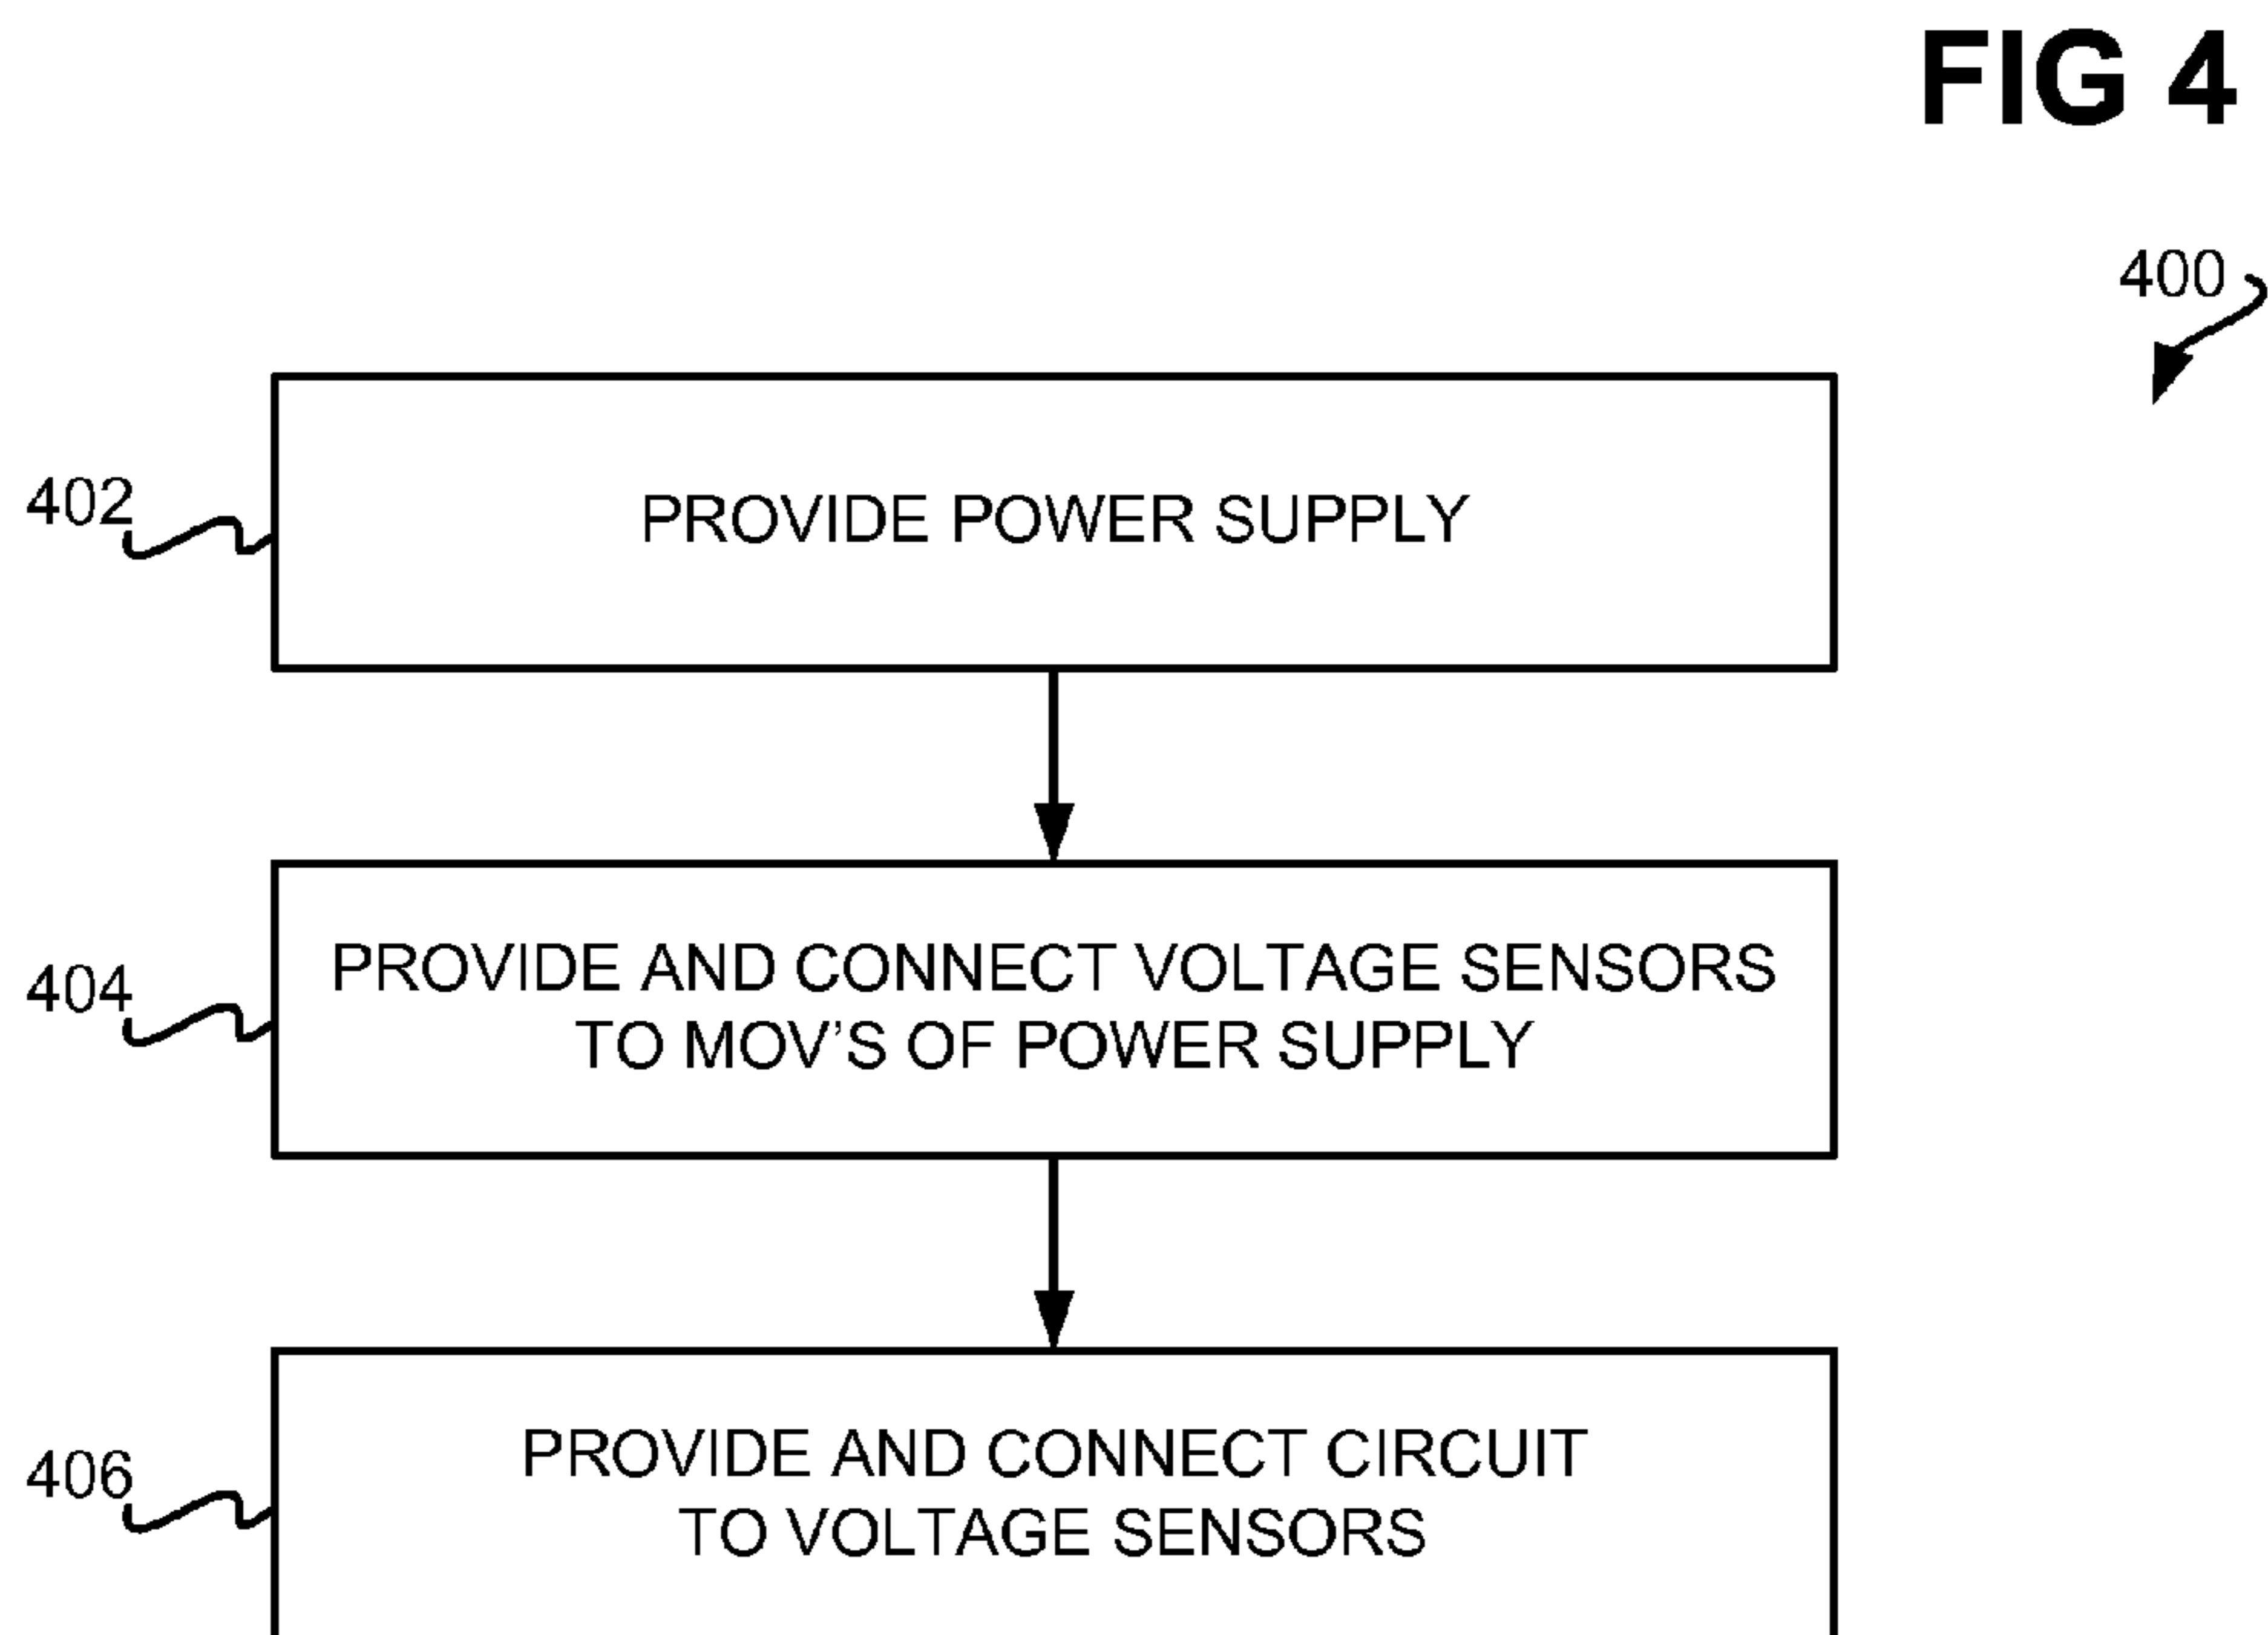 FIG 4
400
402
PROVIDE POWER SUPPLY
404
PROVIDE AND CONNECT VOLTAGE SENSORS
TO MOV'S OF POWER SUPPLY
406
PROVIDE AND CONNECT CIRCUIT
TO VOLTAGE SENSORS